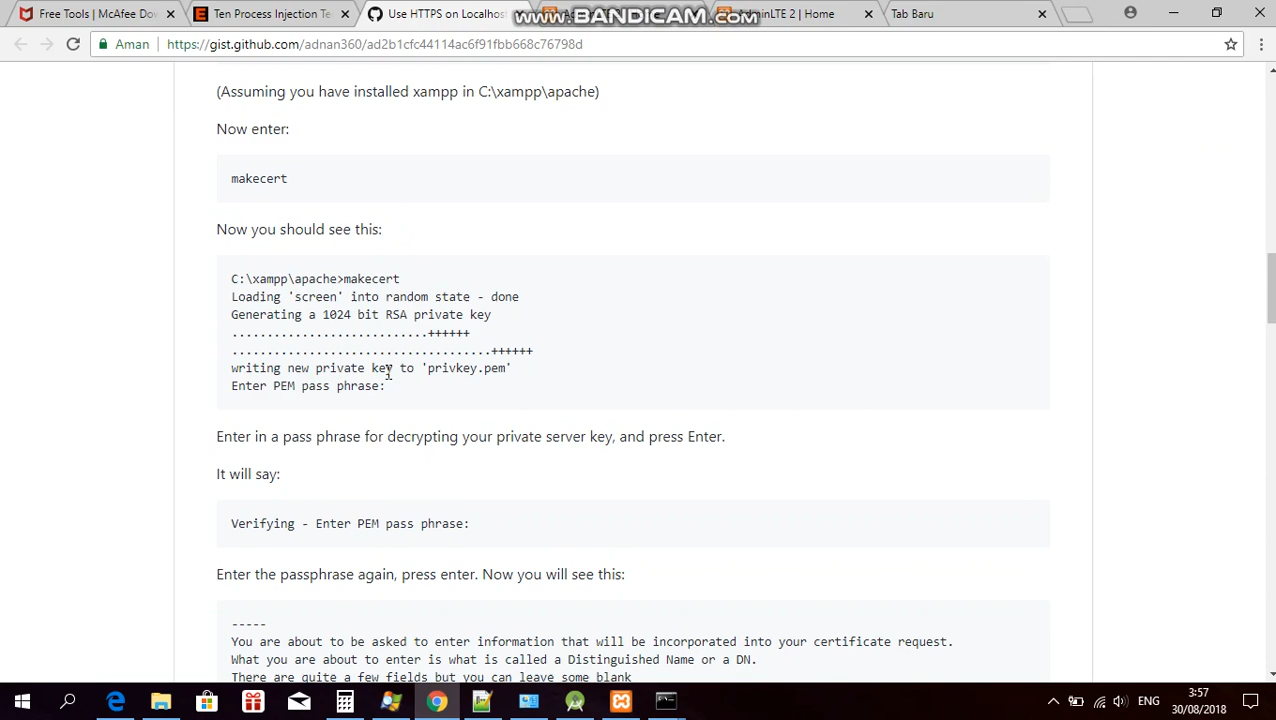 Free Tools | McAfee Do
Ten Process Injection Te
Use HTTPS on Localhos
www.BANDICAM.com
AdminLTE 2 | Home
Tab Baru
Aman
https://gist.github.com/adnan360/ad2b1cfc44114ac6f91fbb668c76798d
(Assuming you have installed xampp in C:\xampp\apache)
Now enter:
makecert
Now you should see this:
C:\xampp\apache>makecert
Loading 'screen' into random state - done
Generating a 1024 bit RSA private key
............................++++++
.....................................++++++
writing new private key to 'privkey.pem'
Enter PEM pass phrase:
Enter in a pass phrase for decrypting your private server key, and press Enter.
It will say:
Verifying - Enter PEM pass phrase:
Enter the passphrase again, press enter. Now you will see this:
-----
You are about to be asked to enter information that will be incorporated into your certificate request.
What you are about to enter is what is called a Distinguished Name or a DN.
There are quite a few fields but you can leave some blank
ENG
3:57
30/08/2018